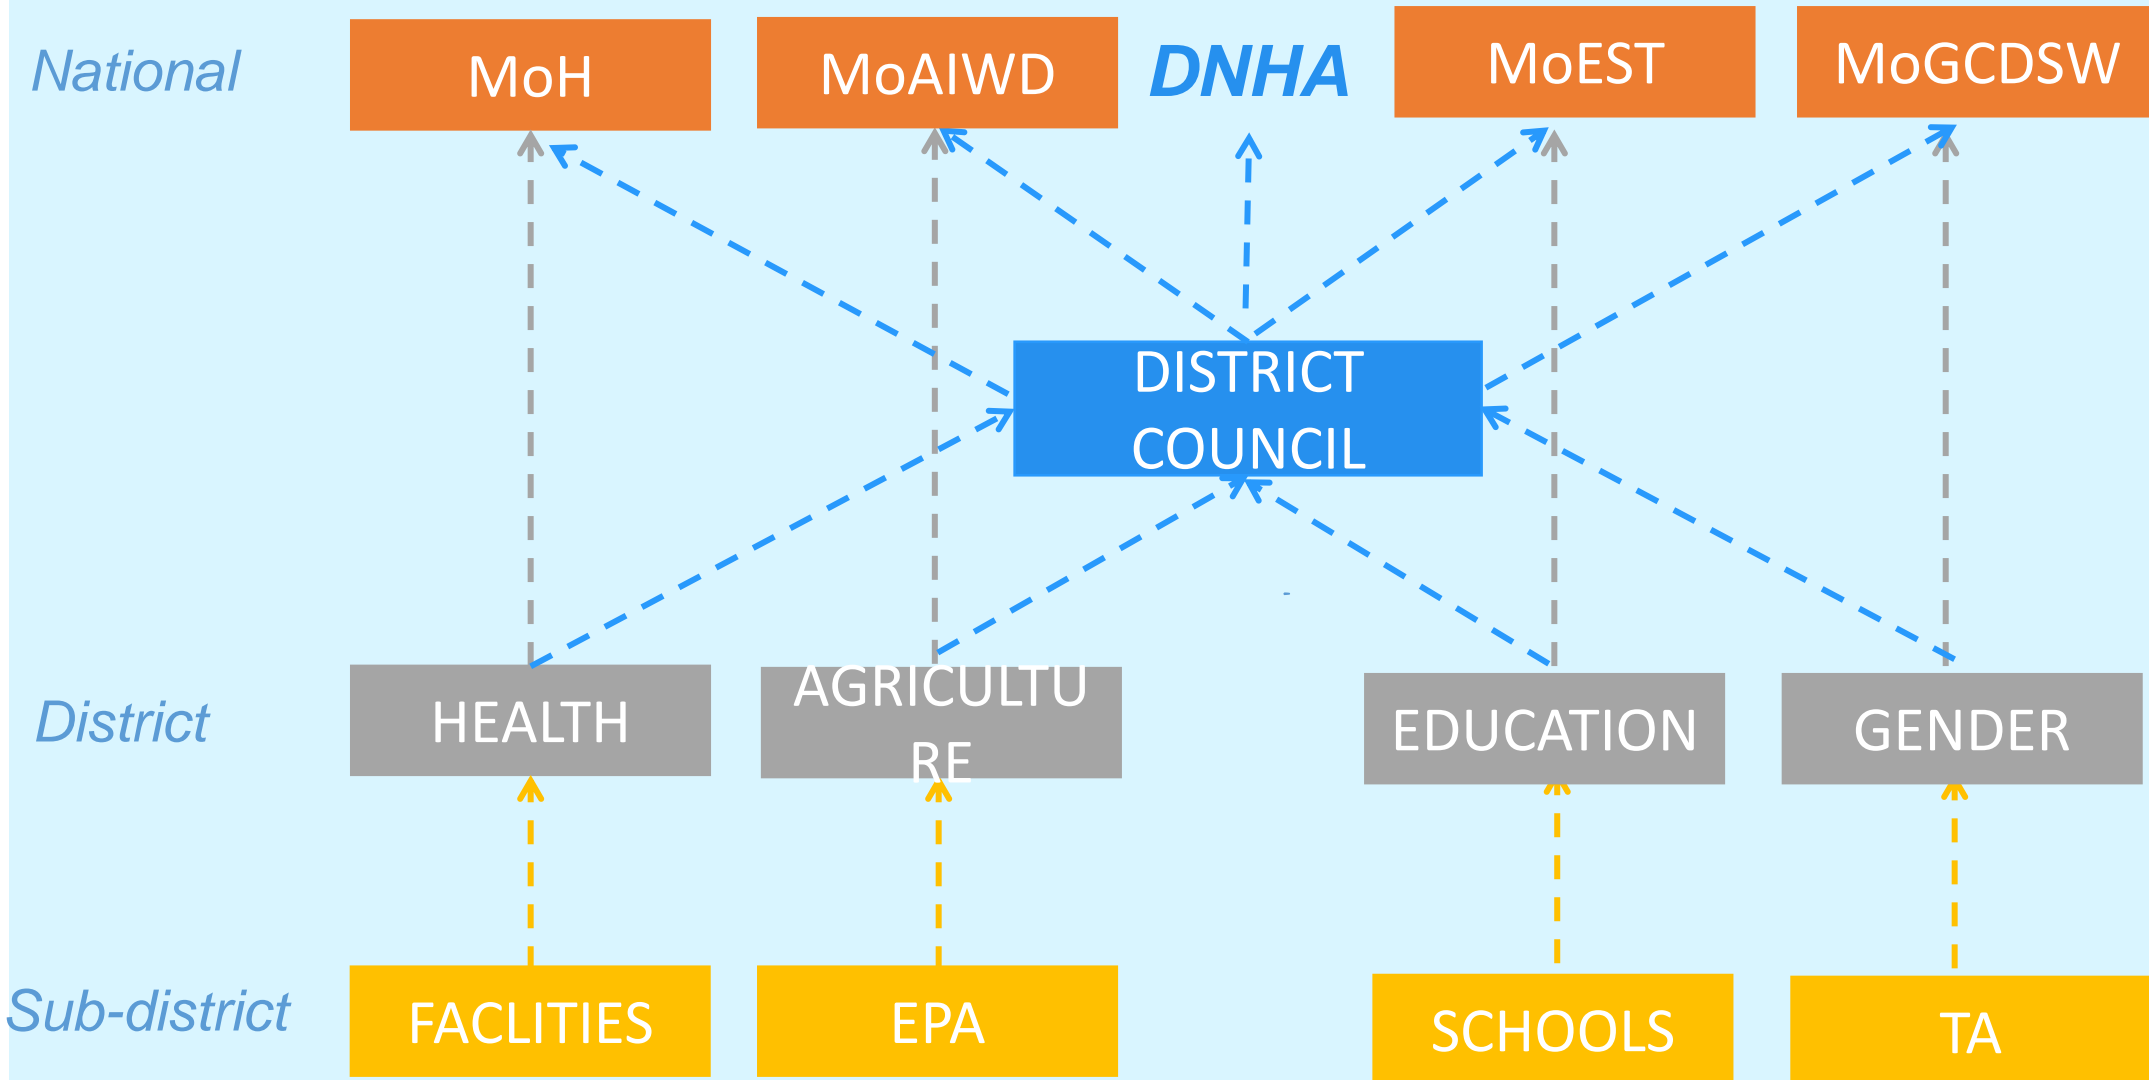 National
MoH
MoAIWD
DNHA
MoEST
MoGCDSW
DISTRICT
COUNCIL
-
District
HEALTH
AGRICULTU
RE
EDUCATION
GENDER
Sub-district
FACLITIES
EPA
SCHOOLS
TA